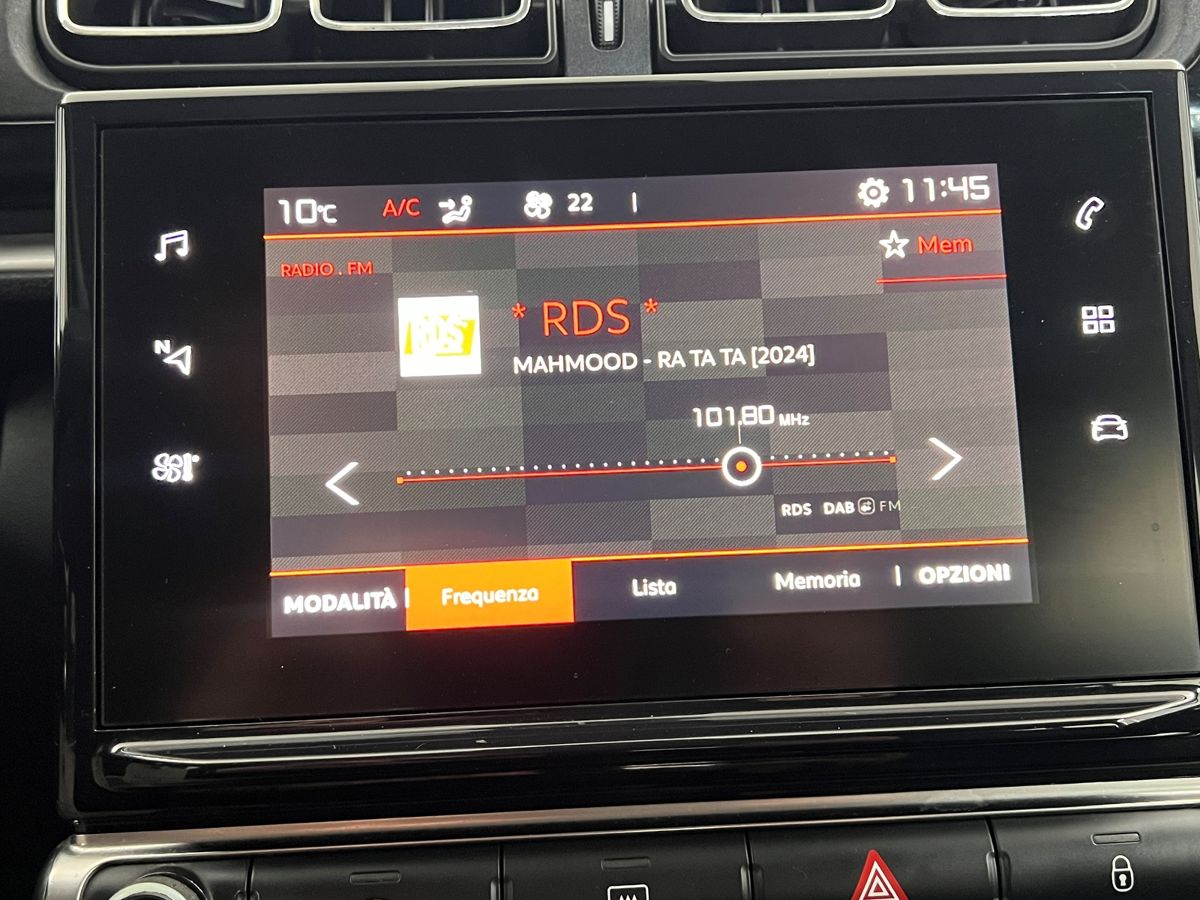 10°C A/C 22 11:45
Mem
RADIO . FM
RDS
* RDS *
MAHMOOD - RA TA TA [2024]
101.80 MHz
N
RDS DAB FM
MODALITÀ Frequenza Lista Memoria OPZIONI